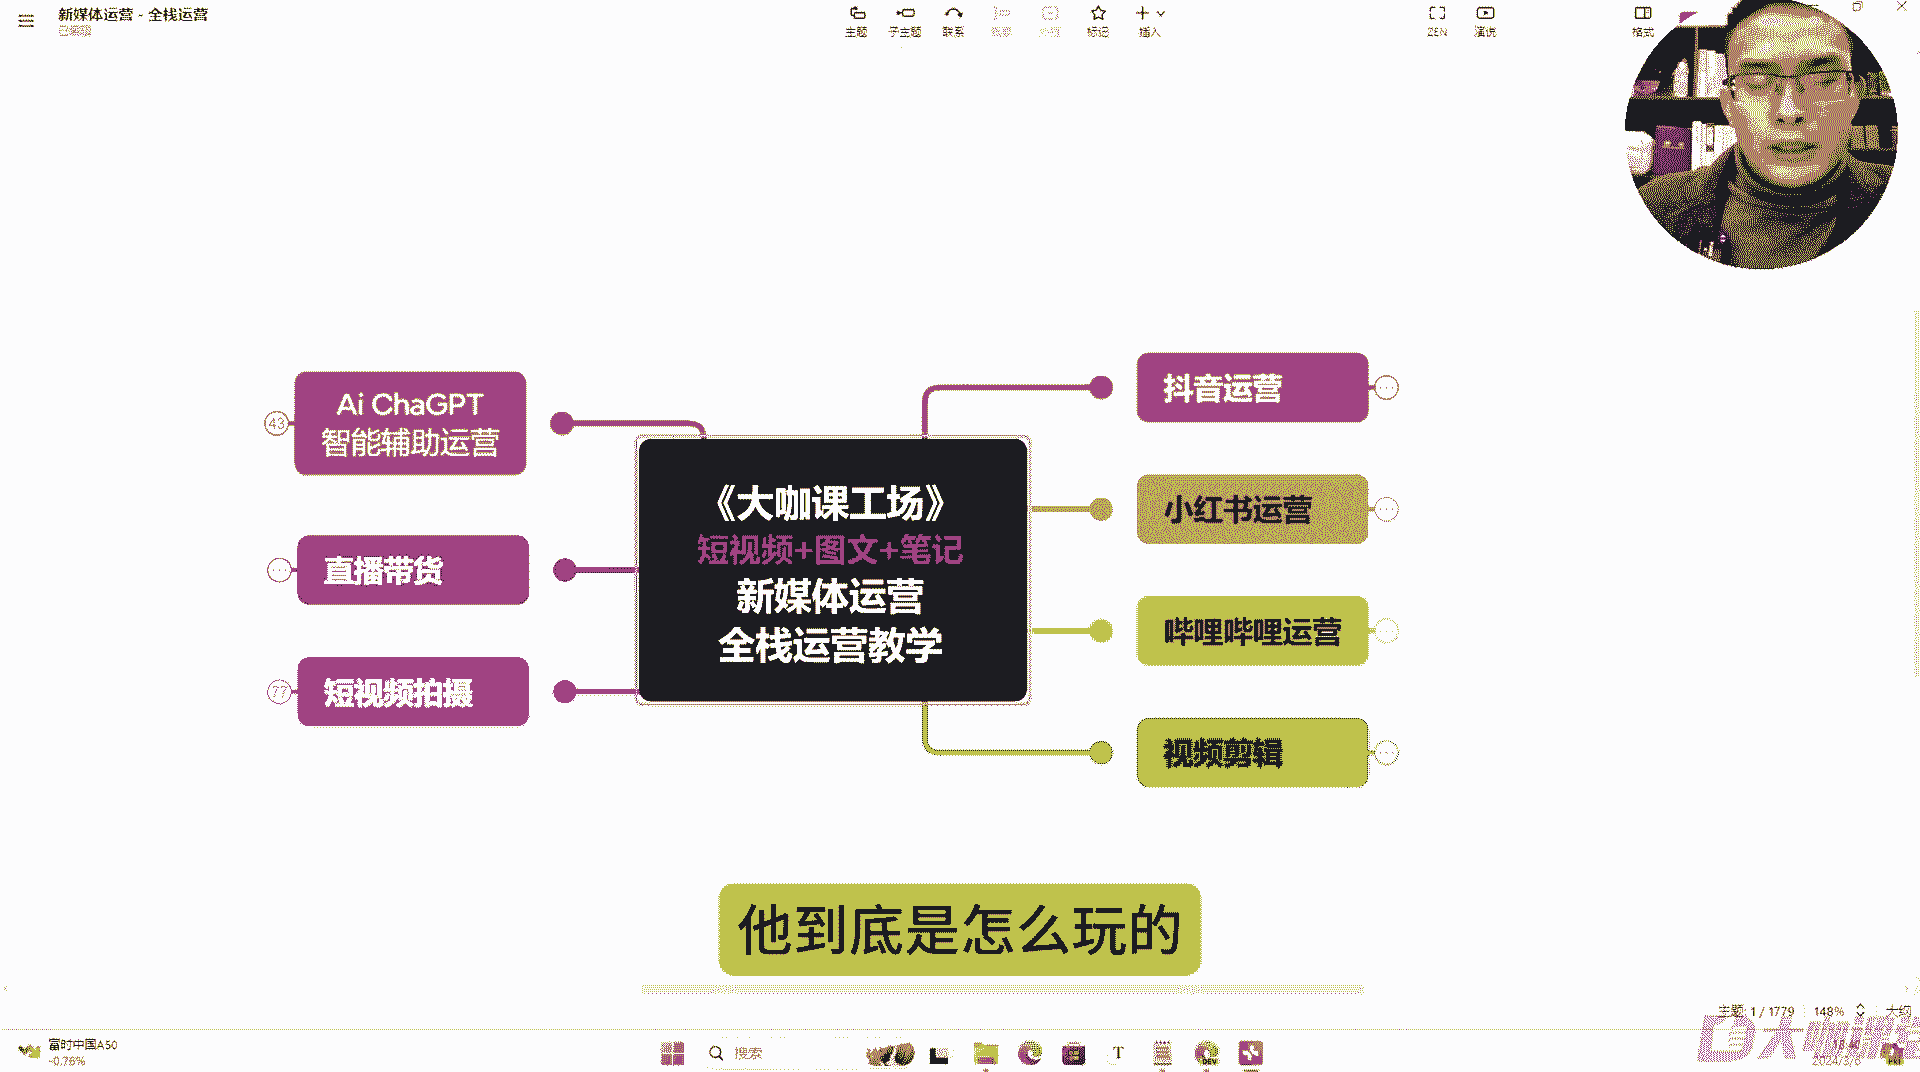 新媒体运营 - 全栈运营
已编辑
主题
子主题
联系
概要
外框
标记
插入
ZEN
演说
格式
43
Ai ChaGPT
智能辅助运营
直播带货
77
短视频拍摄
《大咖课工场》
短视频+图文+笔记
新媒体运营
全栈运营教学
抖音运营
小红书运营
哔哩哔哩运营
视频剪辑
他到底是怎么玩的
主题: 1 / 1779
148%
大纲
富时中国A50
-0.76%
搜索
T
DEV
大咖课